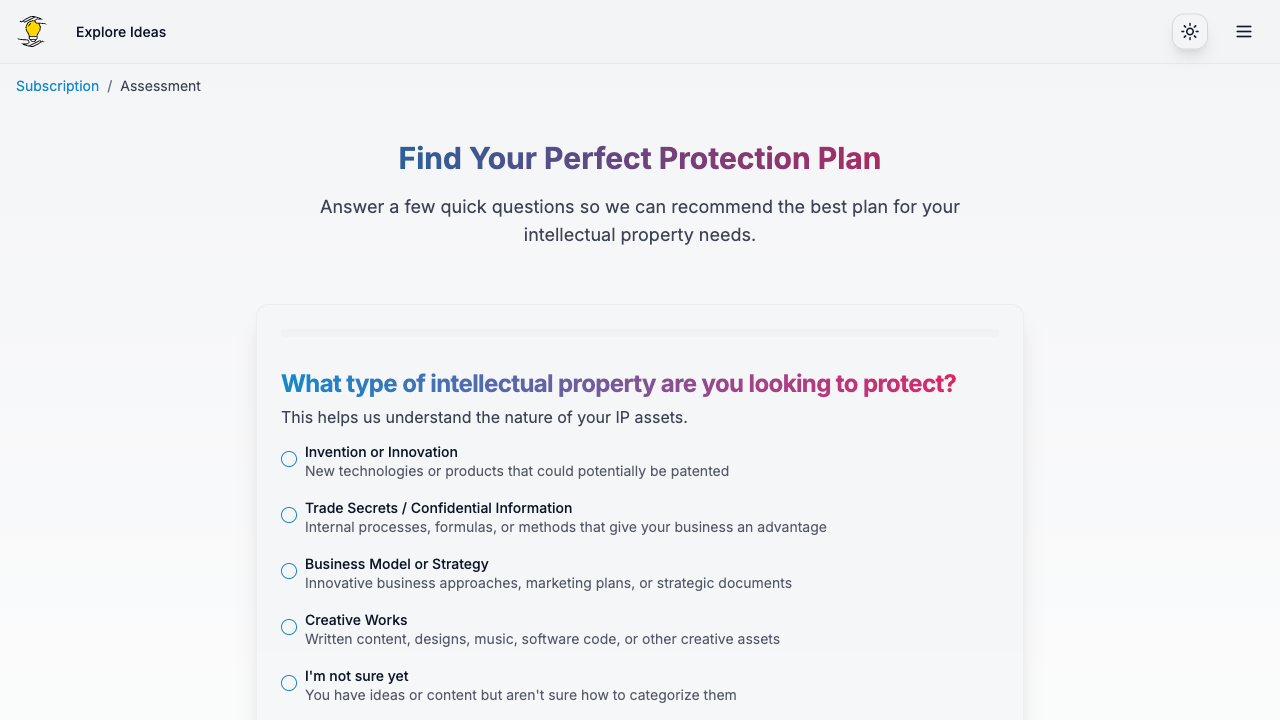 Explore Ideas
Subscription / Assessment
Find Your Perfect Protection Plan
Answer a few quick questions so we can recommend the best plan for your
intellectual property needs.
What type of intellectual property are you looking to protect?
This helps us understand the nature of your IP assets.
Invention or Innovation
New technologies or products that could potentially be patented
Trade Secrets / Confidential Information
Internal processes, formulas, or methods that give your business an advantage
Business Model or Strategy
Innovative business approaches, marketing plans, or strategic documents
Creative Works
Written content, designs, music, software code, or other creative assets
I'm not sure yet
You have ideas or content but aren't sure how to categorize them